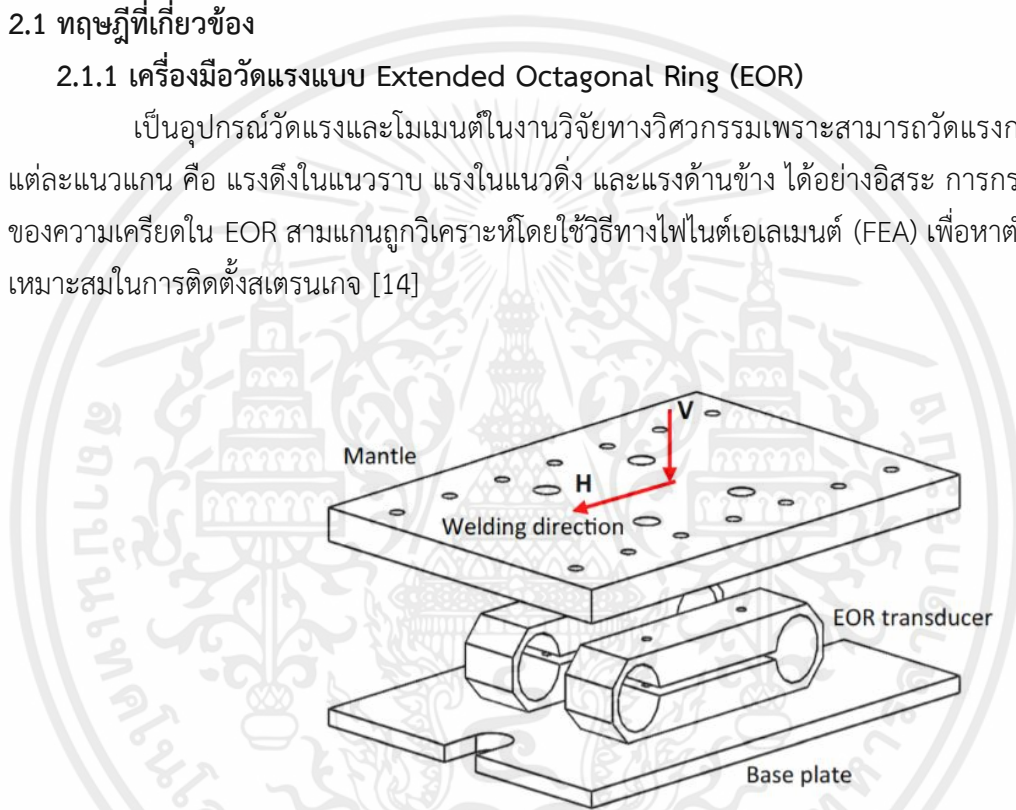 2.1 ทฤษฎีที่เกี่ยวข้อง
2.1.1 เครื่องมือวัดแรงแบบ Extended Octagonal Ring (EOR)
เป็นอุปกรณ์วัดแรงและโมเมนต์ในงานวิจัยทางวิศวกรรมเพราะสามารถวัดแรงก
แต่ละแนวแกน คือ แรงดึงในแนวราบ แรงในแนวดิ่ง และแรงด้านข้าง ได้อย่างอิสระ การกร
ของความเครียดใน EOR สามแกนถูกวิเคราะห์โดยใช้วิธีทางไฟไนต์เอเลเมนต์ (FEA) เพื่อหาตํ
เหมาะสมในการติดตั้งสเตรนเกจ [14]
V
Mantle
H
Welding direction
EOR transducer
Base plate